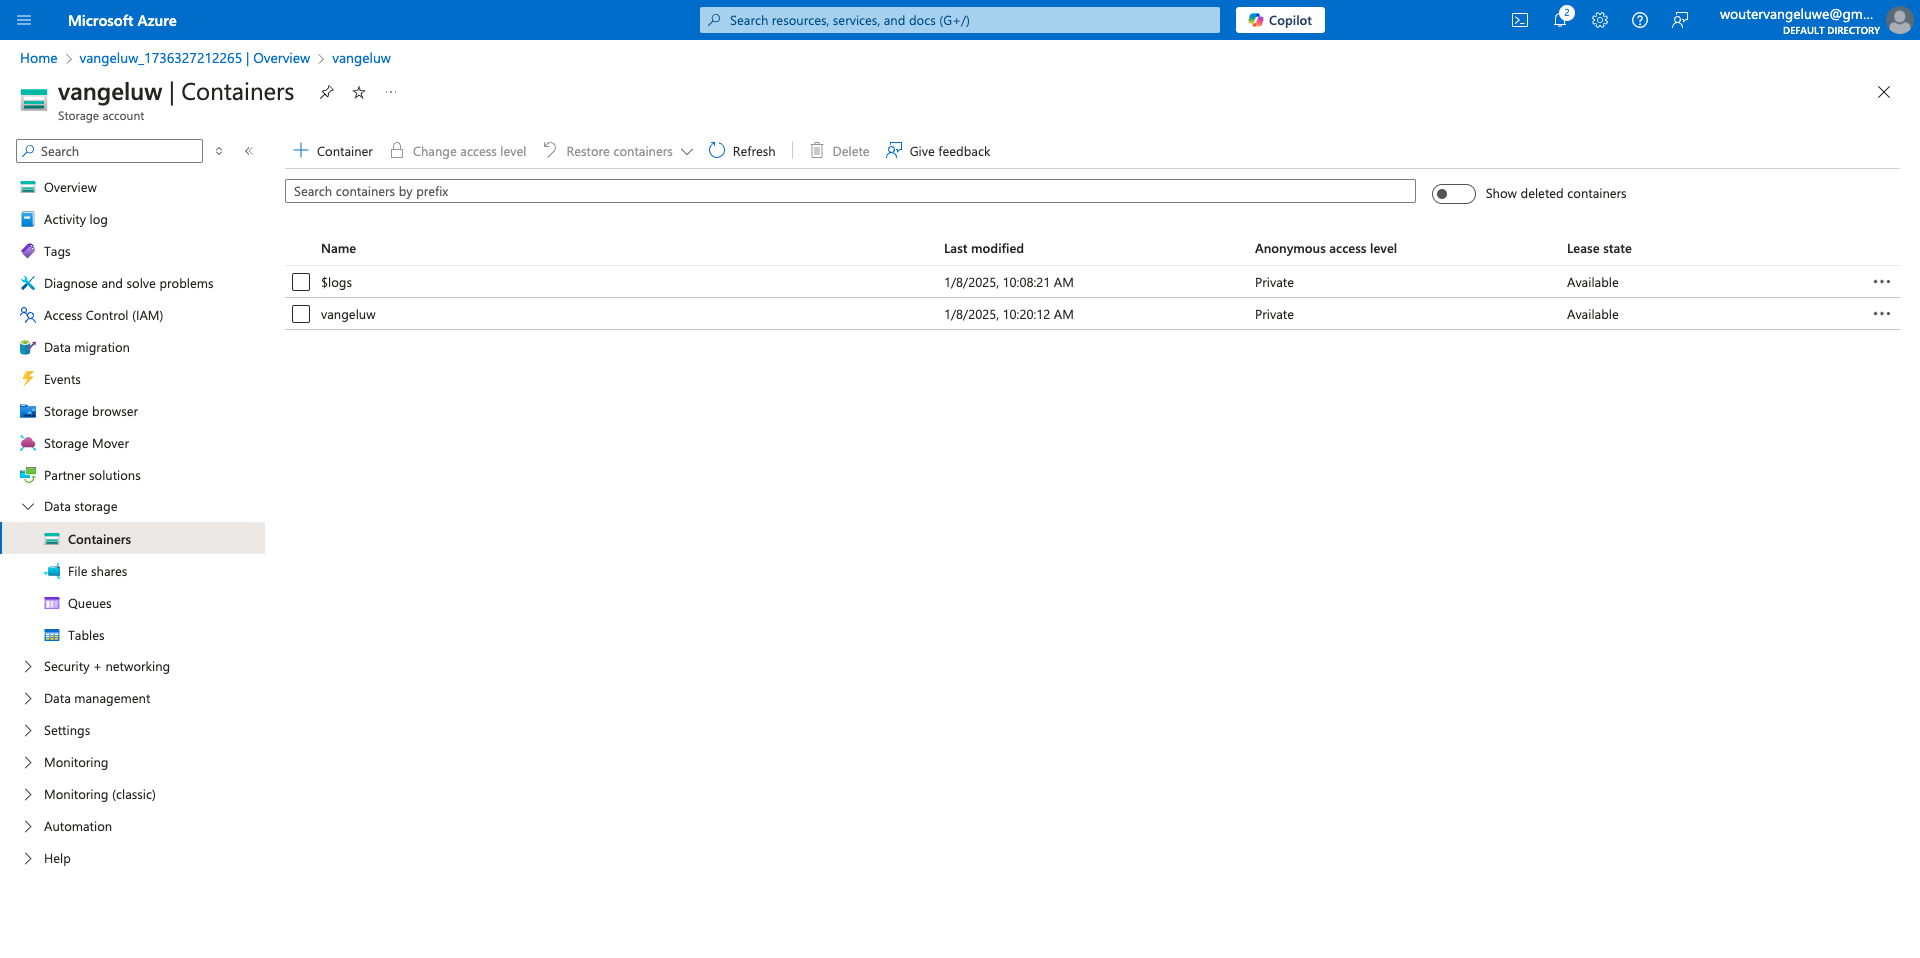 Microsoft Azure
Search resources, services, and docs (G+/)
Copilot
2
woutervangeluwe@gm...
DEFAULT DIRECTORY
Home > vangeluw_1736327212265 | Overview > vangeluw
vangeluw | Containers
Storage account
Search
Container
Change access level
Restore containers
Refresh
Delete
Give feedback
Search containers by prefix
Show deleted containers
Name Last modified Anonymous access level Lease state
$logs 1/8/2025, 10:08:21 AM Private Available
vangeluw 1/8/2025, 10:20:12 AM Private Available
Overview
Activity log
Tags
Diagnose and solve problems
Access Control (IAM)
Data migration
Events
Storage browser
Storage Mover
Partner solutions
Data storage
Containers
File shares
Queues
Tables
Security + networking
Data management
Settings
Monitoring
Monitoring (classic)
Automation
Help